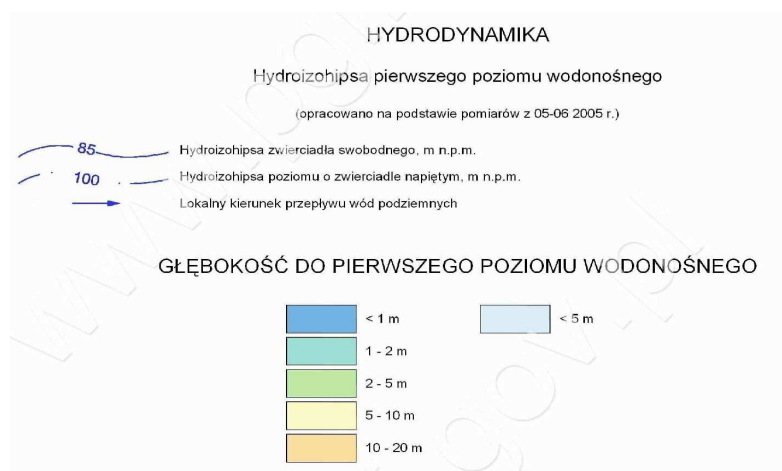 HYDRODYNAMIKA
Hydroizohipsa pierwszego poziomu wodonośnego
(opracowano na podstawie pomiarów z 05-06 2005 r.)
85 Hydroizohipsa zwierciadła swobodnego, m n.p.m.
100 Hydroizohipsa poziomu o zwierciadle napiętym, m n.p.m.
Lokalny kierunek przepływu wód podziemnych
GŁĘBOKOŚĆ DO PIERWSZEGO POZIOMU WODONOŚNEGO
< 1 m < 5 m
1 - 2 m
2 - 5 m
5 - 10 m
10 - 20 m